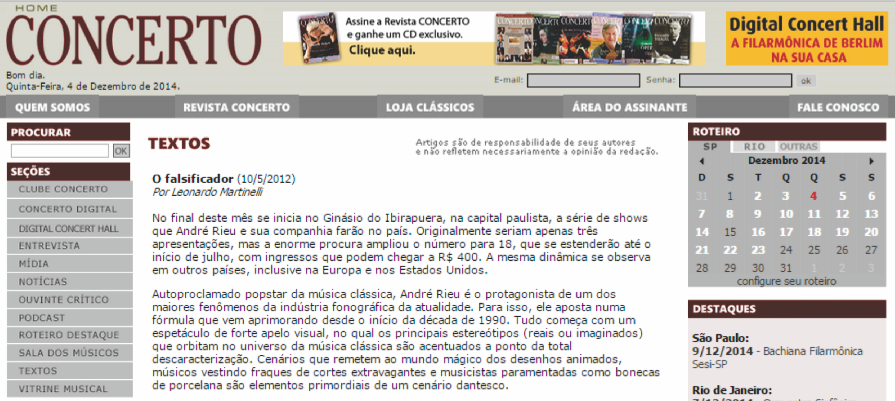 HOME
CONCERTO
Bom dia.
Quinta-Feira, 4 de Dezembro de 2014.
Assine a Revista CONCERTO
e ganhe um CD exclusivo.
Clique aqui.
Digital Concert Hall
A FILARMÔNICA DE BERLIM
NA SUA CASA
E-mail: Senha: ok
QUEM SOMOS REVISTA CONCERTO LOJA CLÁSSICOS ÁREA DO ASSINANTE FALE CONOSCO
PROCURAR
OK
SEÇÕES
CLUBE CONCERTO
CONCERTO DIGITAL
DIGITAL CONCERT HALL
ENTREVISTA
MÍDIA
NOTÍCIAS
OUVINTE CRÍTICO
PODCAST
ROTEIRO DESTAQUE
SALA DOS MÚSICOS
TEXTOS
VITRINE MUSICAL
TEXTOS
Artigos são de responsabilidade de seus autores
e não refletem necessariamente a opinião da redação.
O falsificador (10/5/2012)
Por Leonardo Martinelli
No final deste mês se inicia no Ginásio do Ibirapuera, na capital paulista, a série de shows
que André Rieu e sua companhia farão no país. Originalmente seriam apenas três
apresentações, mas a enorme procura ampliou o número para 18, que se estenderão até o
início de julho, com ingressos que podem chegar a R$ 400. A mesma dinâmica se observa
em outros países, inclusive na Europa e nos Estados Unidos.
Autoproclamado popstar da música clássica, André Rieu é o protagonista de um dos
maiores fenômenos da indústria fonográfica da atualidade. Para isso, ele aposta numa
fórmula que vem aprimorando desde o início da década de 1990. Tudo começa com um
espetáculo de forte apelo visual, no qual os principais estereótipos (reais ou imaginados)
que orbitam no universo da música clássica são acentuados a ponto da total
descaracterização. Cenários que remetem ao mundo mágico dos desenhos animados,
músicos vestindo fraques de cortes extravagantes e musicistas paramentadas como bonecas
de porcelana são elementos primordiais de um cenário dantesco.
ROTEIRO
SP RIO OUTRAS
Dezembro 2014
D S T Q Q S S
31 1 2 3 4 5 6
7 8 9 10 11 12 13
14 15 16 17 18 19 20
21 22 23 24 25 26 27
28 29 30 31 1 2 3
configure seu roteiro
DESTAQUES
São Paulo:
9/12/2014 - Bachiana Filarmônica
Sesi-SP
Rio de Janeiro: